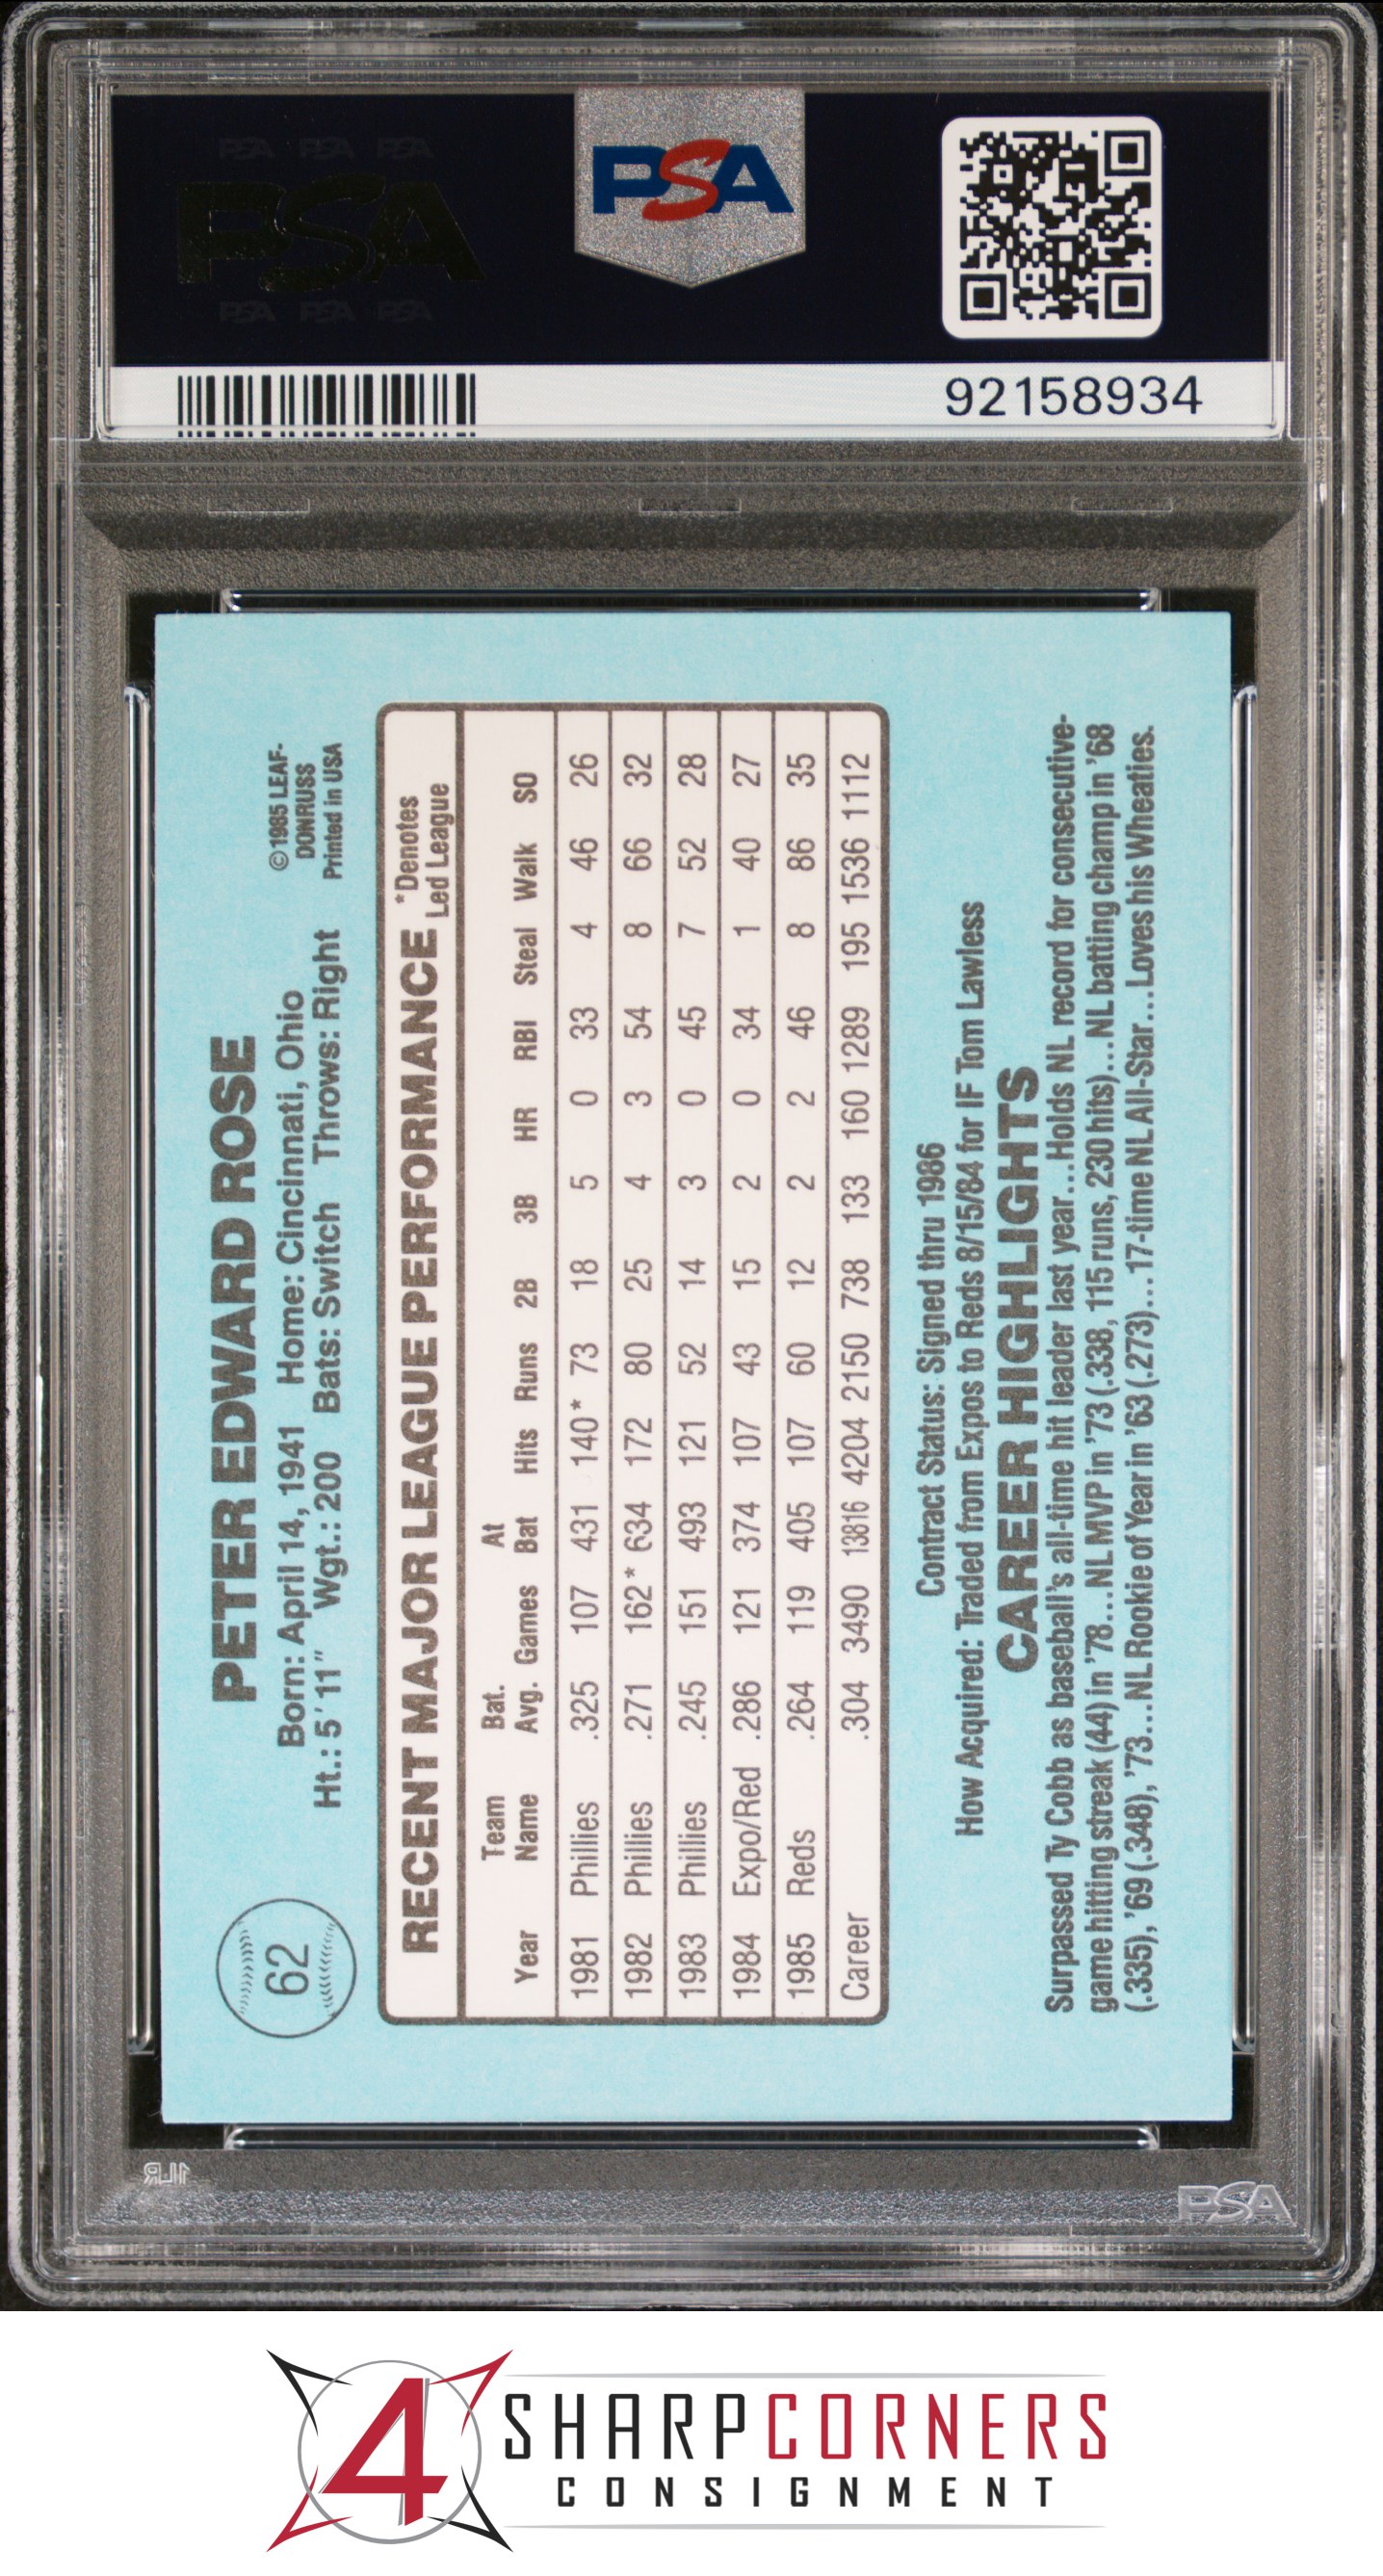 PSA PSA PSA
PSA
PSA PSA PSA
PSA
92158934
62
PETER EDWARD ROSE
Born: April 14, 1941 Home: Cincinnati, Ohio
Ht.: 5'11" Wgt.: 200 Bats: Switch Throws: Right
© 1985 LEAF-
DONRUSS
Printed in USA
RECENT MAJOR LEAGUE PERFORMANCE
*Denotes
Led League
Year Team Name Bat. Avg. Games At Bat Hits Runs 2B 3B HR RBI Steal Walk SO
1981 Phillies .325 107 431 140* 73 18 5 0 33 4 46 26
1982 Phillies .271 162* 634 172 80 25 4 3 54 8 66 32
1983 Phillies .245 151 493 121 52 14 3 0 45 7 52 28
1984 Expo/Red .286 121 374 107 43 15 2 0 34 1 40 27
1985 Reds .264 119 405 107 60 12 2 2 46 8 86 35
Career .304 3490 13816 4204 2150 738 133 160 1289 195 1536 1112
Contract Status: Signed thru 1986
How Acquired: Traded from Expos to Reds 8/15/84 for IF Tom Lawless
CAREER HIGHLIGHTS
Surpassed Ty Cobb as baseball's all-time hit leader last year...Holds NL record for consecutive-
game hitting streak (44) in '78...NL MVP in '73 (.338, 115 runs, 230 hits)...NL batting champ in '68
(.335), '69 (.348), '73...NL Rookie of Year in '63 (.273)...17-time NL All-Star...Loves his Wheaties.
1LR
PSA
4
SHARPCORNERS
CONSIGNMENT